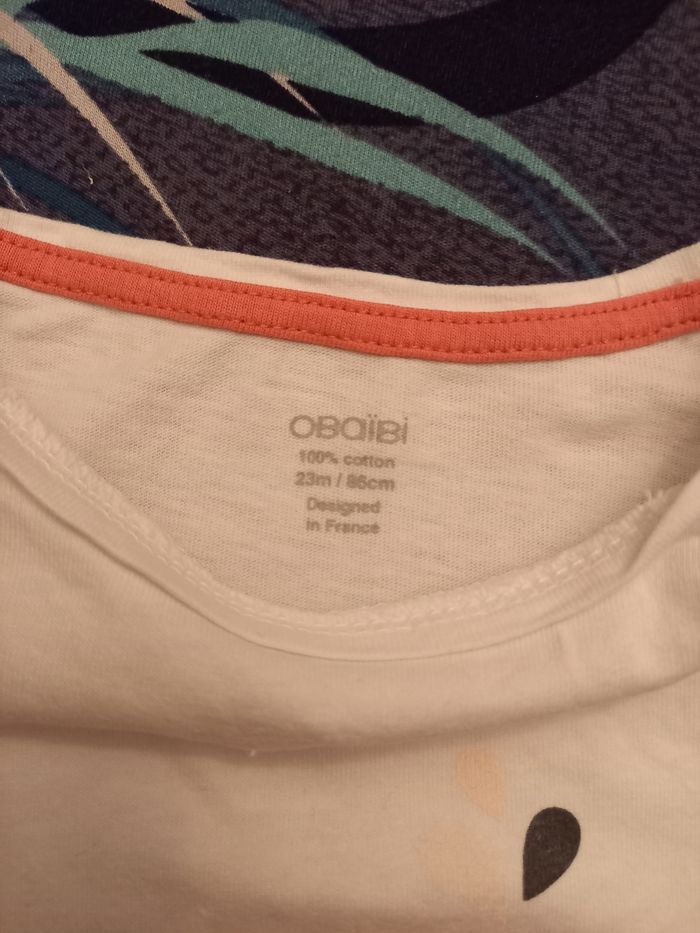 OBaïBi
100% cotton
23m / 86cm
Designed
in France